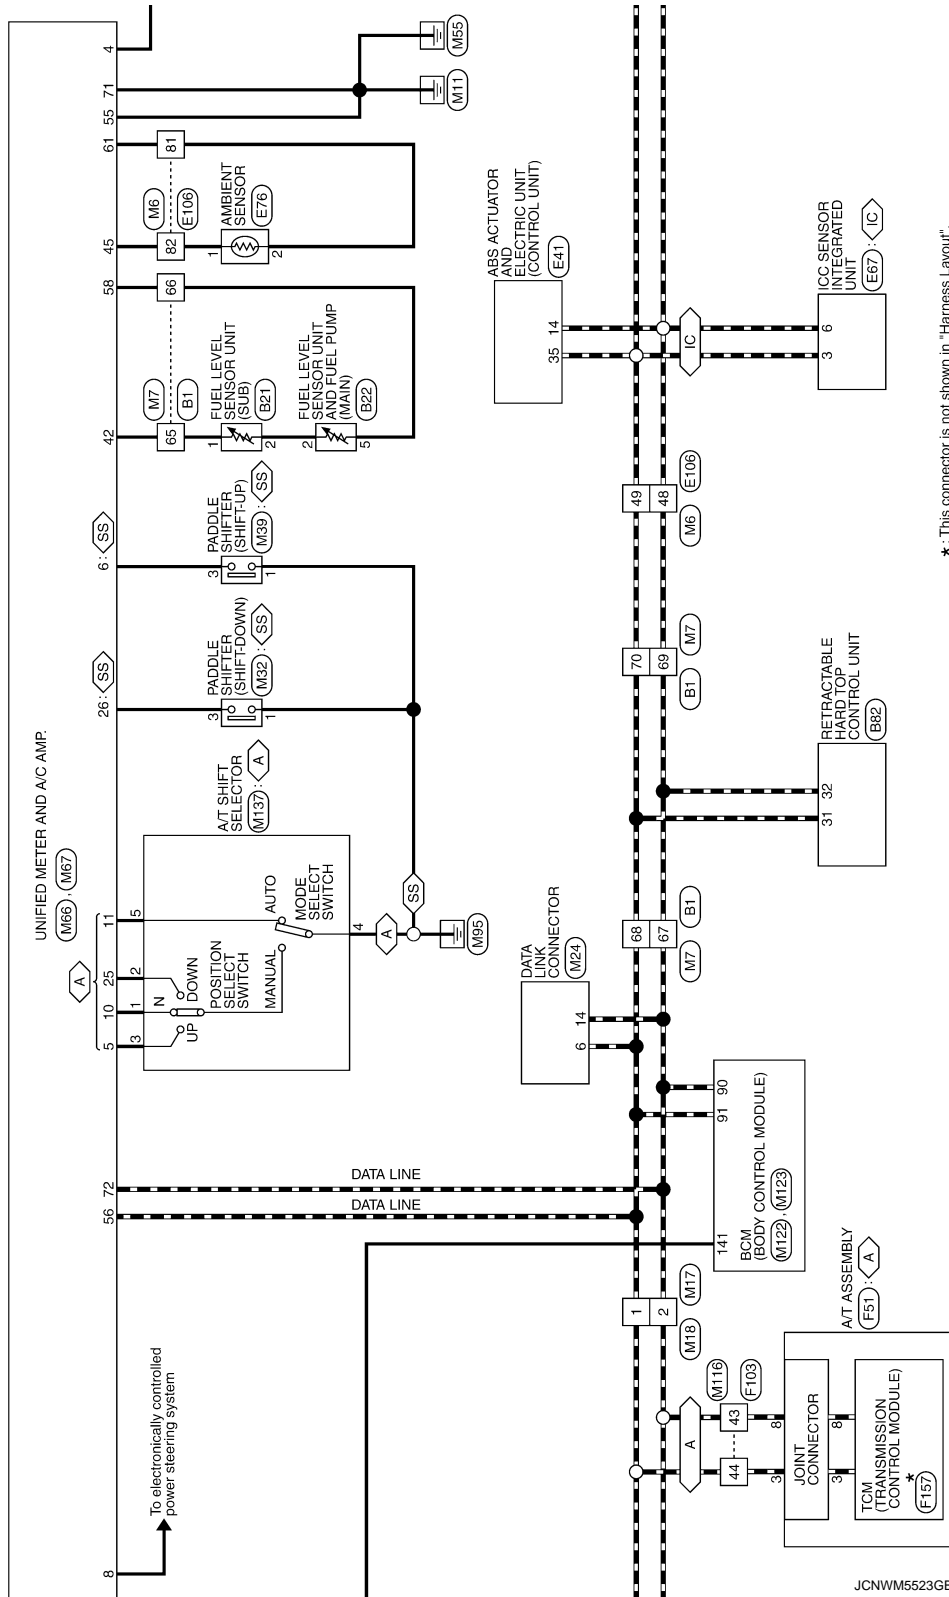 UNIFIED METER AND A/C AMP.
M66 , M67
8
56
72
5
10
25
11
A
26 : SS
6 : SS
42
58
45
61
55
71
4
To electronically controlled
power steering system
DATA LINE
DATA LINE
3
1
2
5
UP
N
DOWN
POSITION
SELECT
SWITCH
MANUAL
AUTO
MODE
SELECT
SWITCH
4
A/T SHIFT
SELECTOR
M137 : A
A
SS
M95
PADDLE
SHIFTER
(SHIFT-DOWN)
M32 : SS
3
1
PADDLE
SHIFTER
(SHIFT-UP)
M39 : SS
3
1
M7
B1
65
66
FUEL LEVEL
SENSOR UNIT
(SUB)
B21
1
2
FUEL LEVEL
SENSOR UNIT
AND FUEL PUMP
(MAIN)
B22
2
5
M6
E106
82
81
AMBIENT
SENSOR
E76
1
2
M11
M55
DATA
LINK
CONNECTOR
M24
6
14
ABS ACTUATOR
AND
ELECTRIC UNIT
(CONTROL UNIT)
E41
35
14
1
2
M18
M17
68
67
M7
B1
70
69
B1
M7
49
48
M6
E106
IC
A
44
43
M116
F103
3
8
JOINT
CONNECTOR
3
8
TCM
(TRANSMISSION
CONTROL MODULE)
*
F157
A/T ASSEMBLY
F51 : A
141
91
90
BCM
(BODY CONTROL MODULE)
M122 , M123
31
32
RETRACTABLE
HARD TOP
CONTROL UNIT
B82
3
6
ICC SENSOR
INTEGRATED
UNIT
E67 : IC
* : This connector is not shown in "Harness Layout".
JCNWM5523GE